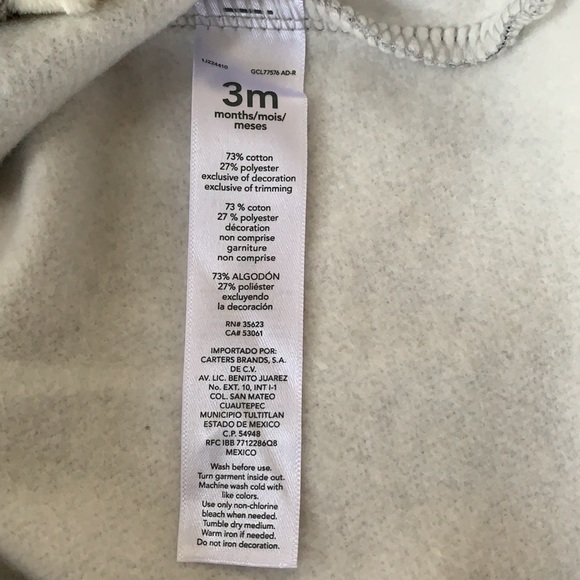 LJ234410
GCL77576 AD-R
3m
months/mois/
meses
73% cotton
27% polyester
exclusive of decoration
exclusive of trimming
73 % coton
27 % polyester
décoration
non comprise
garniture
non comprise
73% ALGODÓN
27% poliéster
excluyendo
la decoración
RN# 35623
CA# 53061
IMPORTADO POR:
CARTERS BRANDS, S.A.
DE C.V.
AV. LIC. BENITO JUAREZ
No. EXT. 10, INT I-1
COL. SAN MATEO
CUAUTEPEC
MUNICIPIO TULTITLAN
ESTADO DE MEXICO
C.P. 54948
RFC IBB 7712286Q8
MEXICO
Wash before use.
Turn garment inside out.
Machine wash cold with
like colors.
Use only non-chlorine
bleach when needed.
Tumble dry medium.
Warm iron if needed.
Do not iron decoration.